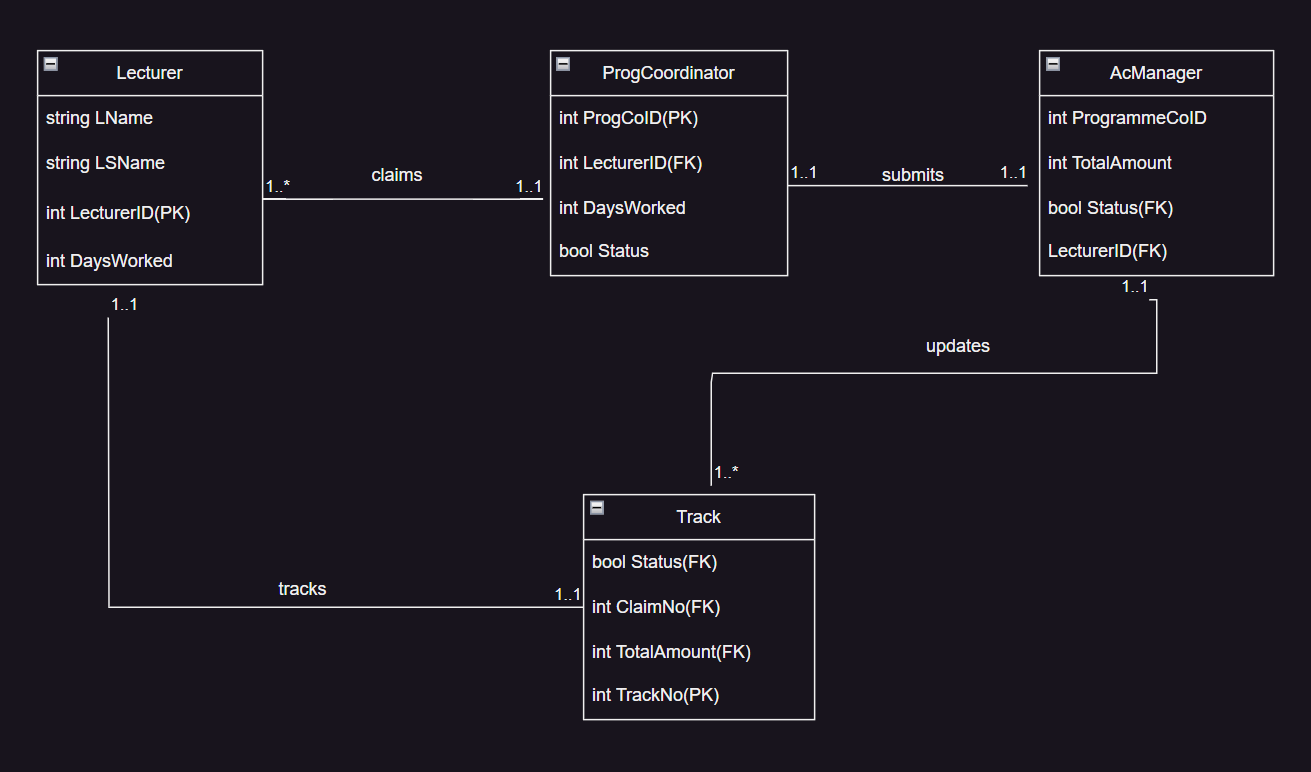 Lecturer
string LName
string LSName
int LecturerID(PK)
int DaysWorked
1..*
claims
1..1
ProgCoordinator
int ProgCoID(PK)
int LecturerID(FK)
int DaysWorked
bool Status
1..1
submits
1..1
AcManager
int ProgrammeCoID
int TotalAmount
bool Status(FK)
LecturerID(FK)
1..1
updates
1..*
1..1
tracks
1..1
Track
bool Status(FK)
int ClaimNo(FK)
int TotalAmount(FK)
int TrackNo(PK)